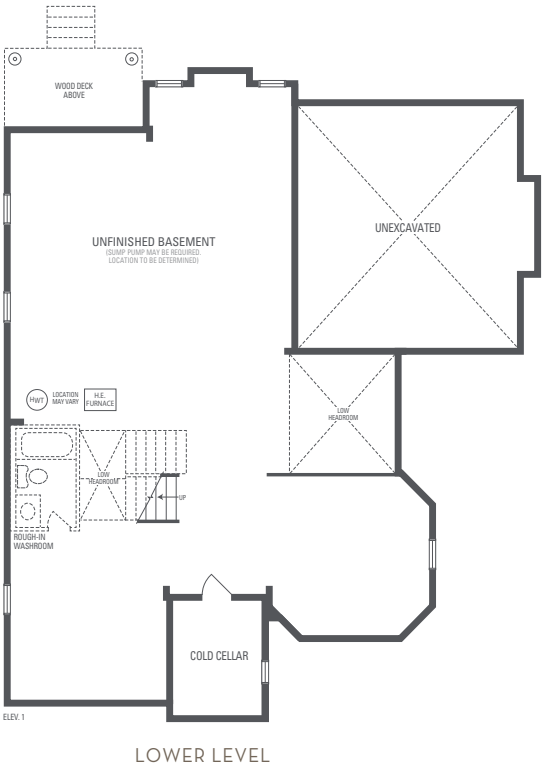 WOOD DECK
ABOVE
UNEXCAVATED
UNFINISHED BASEMENT
(SUMP PUMP MAY BE REQUIRED.
LOCATION TO BE DETERMINED)
HWT
LOCATION
MAY VARY
H.E.
FURNACE
LOW
HEADROOM
LOW
HEADROOM
UP
ROUGH-IN
WASHROOM
COLD CELLAR
ELEV. 1
LOWER LEVEL